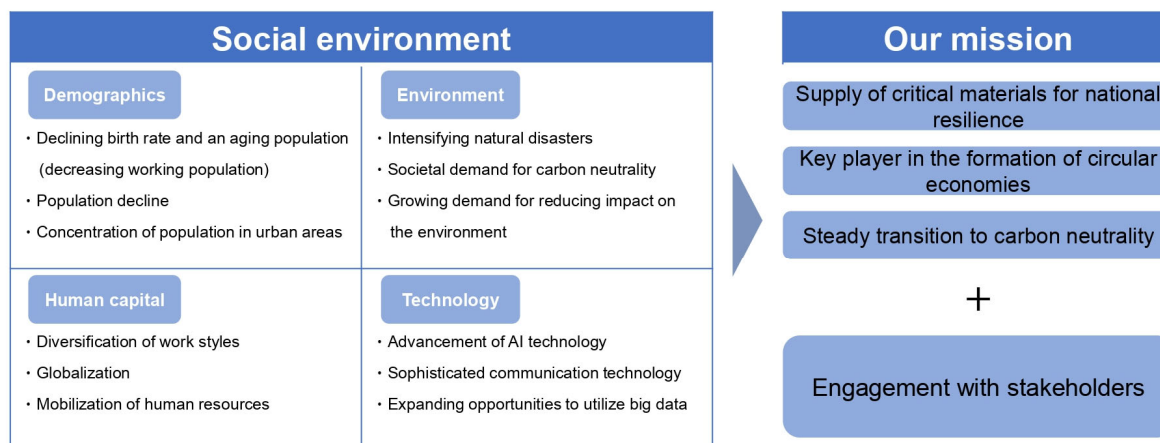 Social environment
Demographics
・Declining birth rate and an aging population
(decreasing working population)
・Population decline
・Concentration of population in urban areas
Environment
・Intensifying natural disasters
・Societal demand for carbon neutrality
・Growing demand for reducing impact on
the environment
Human capital
・Diversification of work styles
・Globalization
・Mobilization of human resources
Technology
・Advancement of AI technology
・Sophisticated communication technology
・Expanding opportunities to utilize big data
Our mission
Supply of critical materials for national
resilience
Key player in the formation of circular
economies
Steady transition to carbon neutrality
+
Engagement with stakeholders